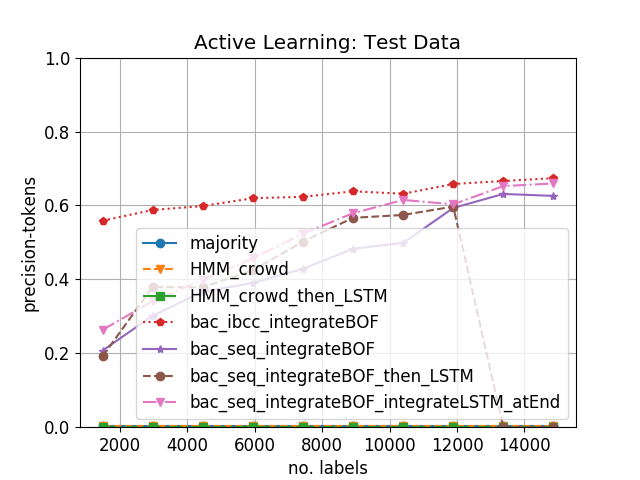 Active Learning: Test Data
1.0
0.8
0.6
0.4
0.2
0.0
precision-tokens
majority
HMM_crowd
HMM_crowd_then_LSTM
bac_ibcc_integrateBOF
bac_seq_integrateBOF
bac_seq_integrateBOF_then_LSTM
bac_seq_integrateBOF_integrateLSTM_atEnd
2000 4000 6000 8000 10000 12000 14000
no. labels